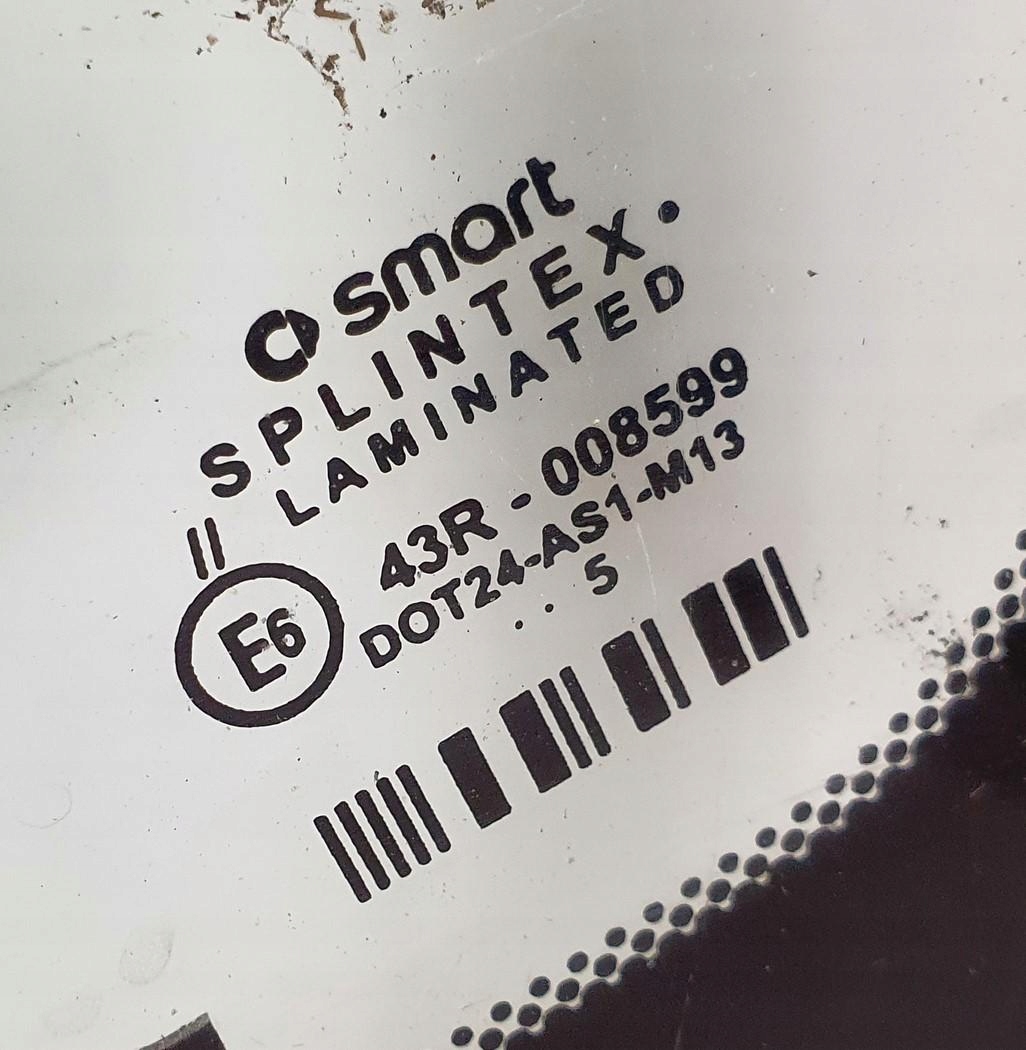 smart
SPLINTEX.
LAMINATED
II
E6
43R - 008599
DOT24-AS1-M13
. . 5